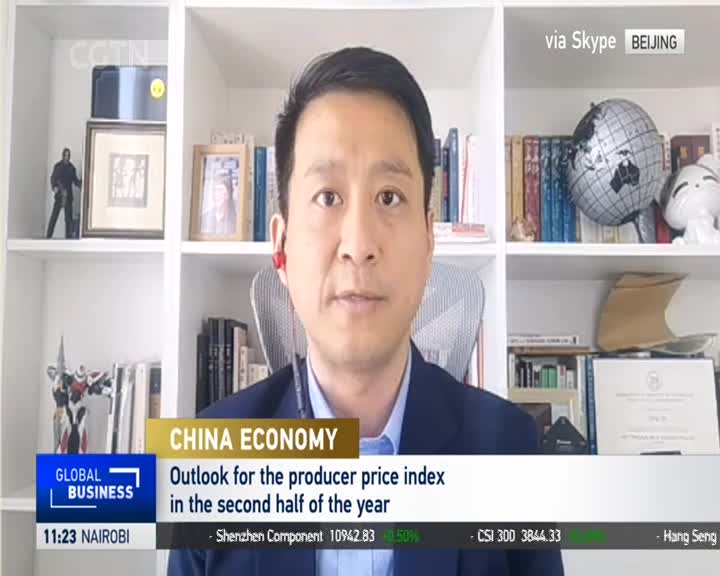 CGTN
via Skype BEIJING
CHINA ECONOMY
GLOBAL
BUSINESS
Outlook for the producer price index
in the second half of the year
11:23 NAIROBI
- Shenzhen Component 10942.83 +0.50% - CSI 300 3844.33 - Hang Seng